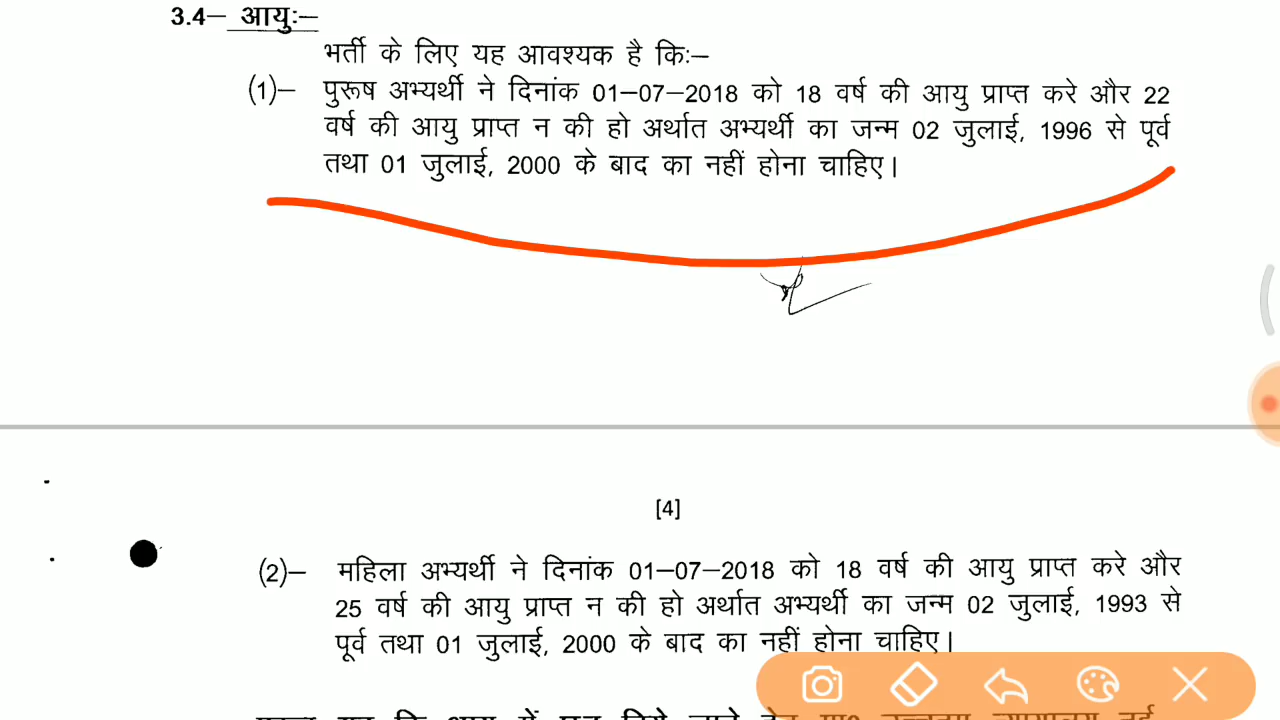 3.4– आयुः–
भर्ती के लिए यह आवश्यक है किः–
(1)– पुरूष अभ्यर्थी ने दिनांक 01–07–2018 को 18 वर्ष की आयु प्राप्त करे और 22
वर्ष की आयु प्राप्त न की हो अर्थात अभ्यर्थी का जन्म 02 जुलाई, 1996 से पूर्व
तथा 01 जुलाई, 2000 के बाद का नहीं होना चाहिए।
[4]
(2)– महिला अभ्यर्थी ने दिनांक 01–07–2018 को 18 वर्ष की आयु प्राप्त करे और
25 वर्ष की आयु प्राप्त न की हो अर्थात अभ्यर्थी का जन्म 02 जुलाई, 1993 से
पूर्व तथा 01 जुलाई, 2000 के बाद का नहीं होना चाहिए।